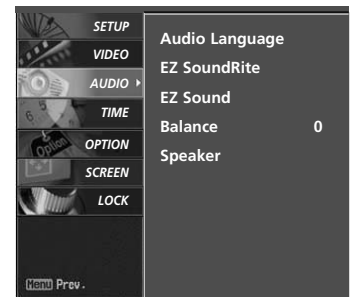 SETUP
VIDEO
AUDIO
TIME
OPTION
SCREEN
LOCK
Menu Prev.
Audio Language
EZ SoundRite
EZ Sound
Balance 0
Speaker